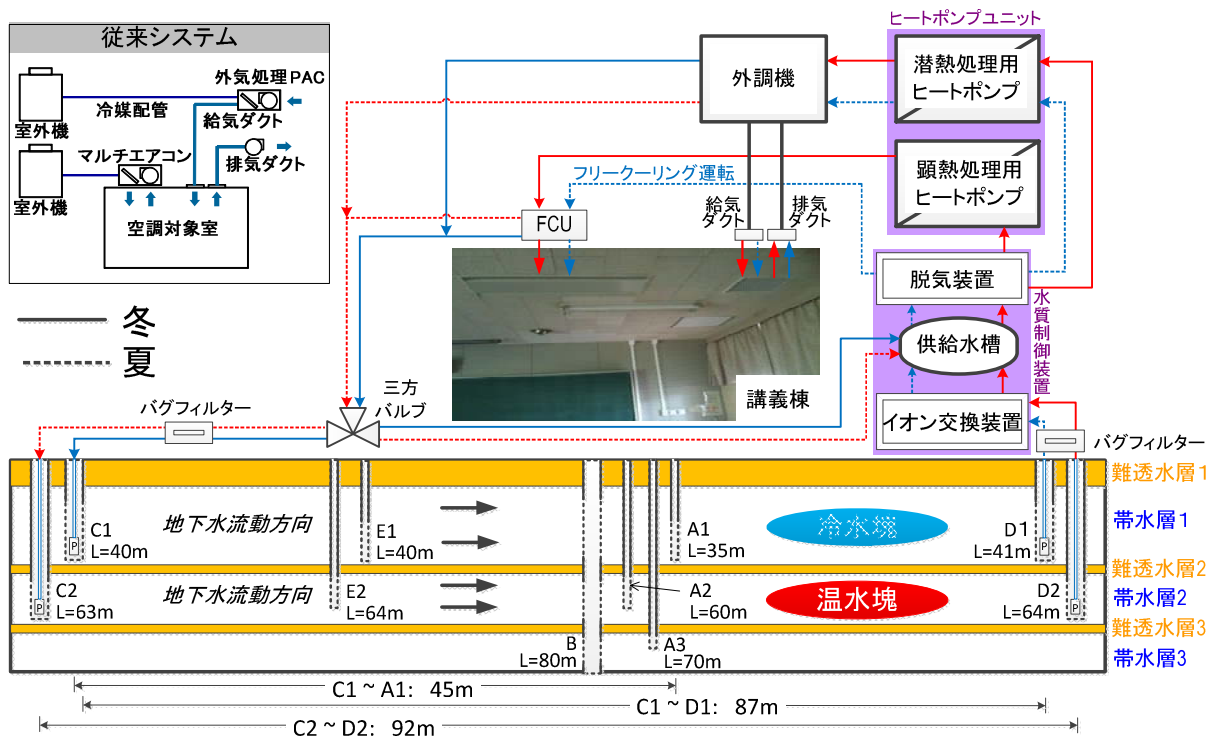 従来システム
外気処理PAC
冷媒配管
給気ダクト
室外機
マルチエアコン
排気ダクト
室外機
空調対象室
冬
夏
ヒートポンプユニット
外調機
潜熱処理用
ヒートポンプ
顕熱処理用
ヒートポンプ
フリークーリング運転
給気
ダクト
排気
ダクト
FCU
脱気装置
水質制御装置
供給水槽
講義棟
イオン交換装置
三方
バルブ
バグフィルター
バグフィルター
難透水層1
地下水流動方向
C1
L=40m
E1
L=40m
A1
L=35m
冷水塊
D1
L=41m
帯水層1
難透水層2
地下水流動方向
C2
L=63m
E2
L=64m
A2
L=60m
温水塊
D2
L=64m
帯水層2
難透水層3
B
L=80m
A3
L=70m
帯水層3
P
P
P
P
C1 ~ A1: 45m
C1 ~ D1: 87m
C2 ~ D2: 92m